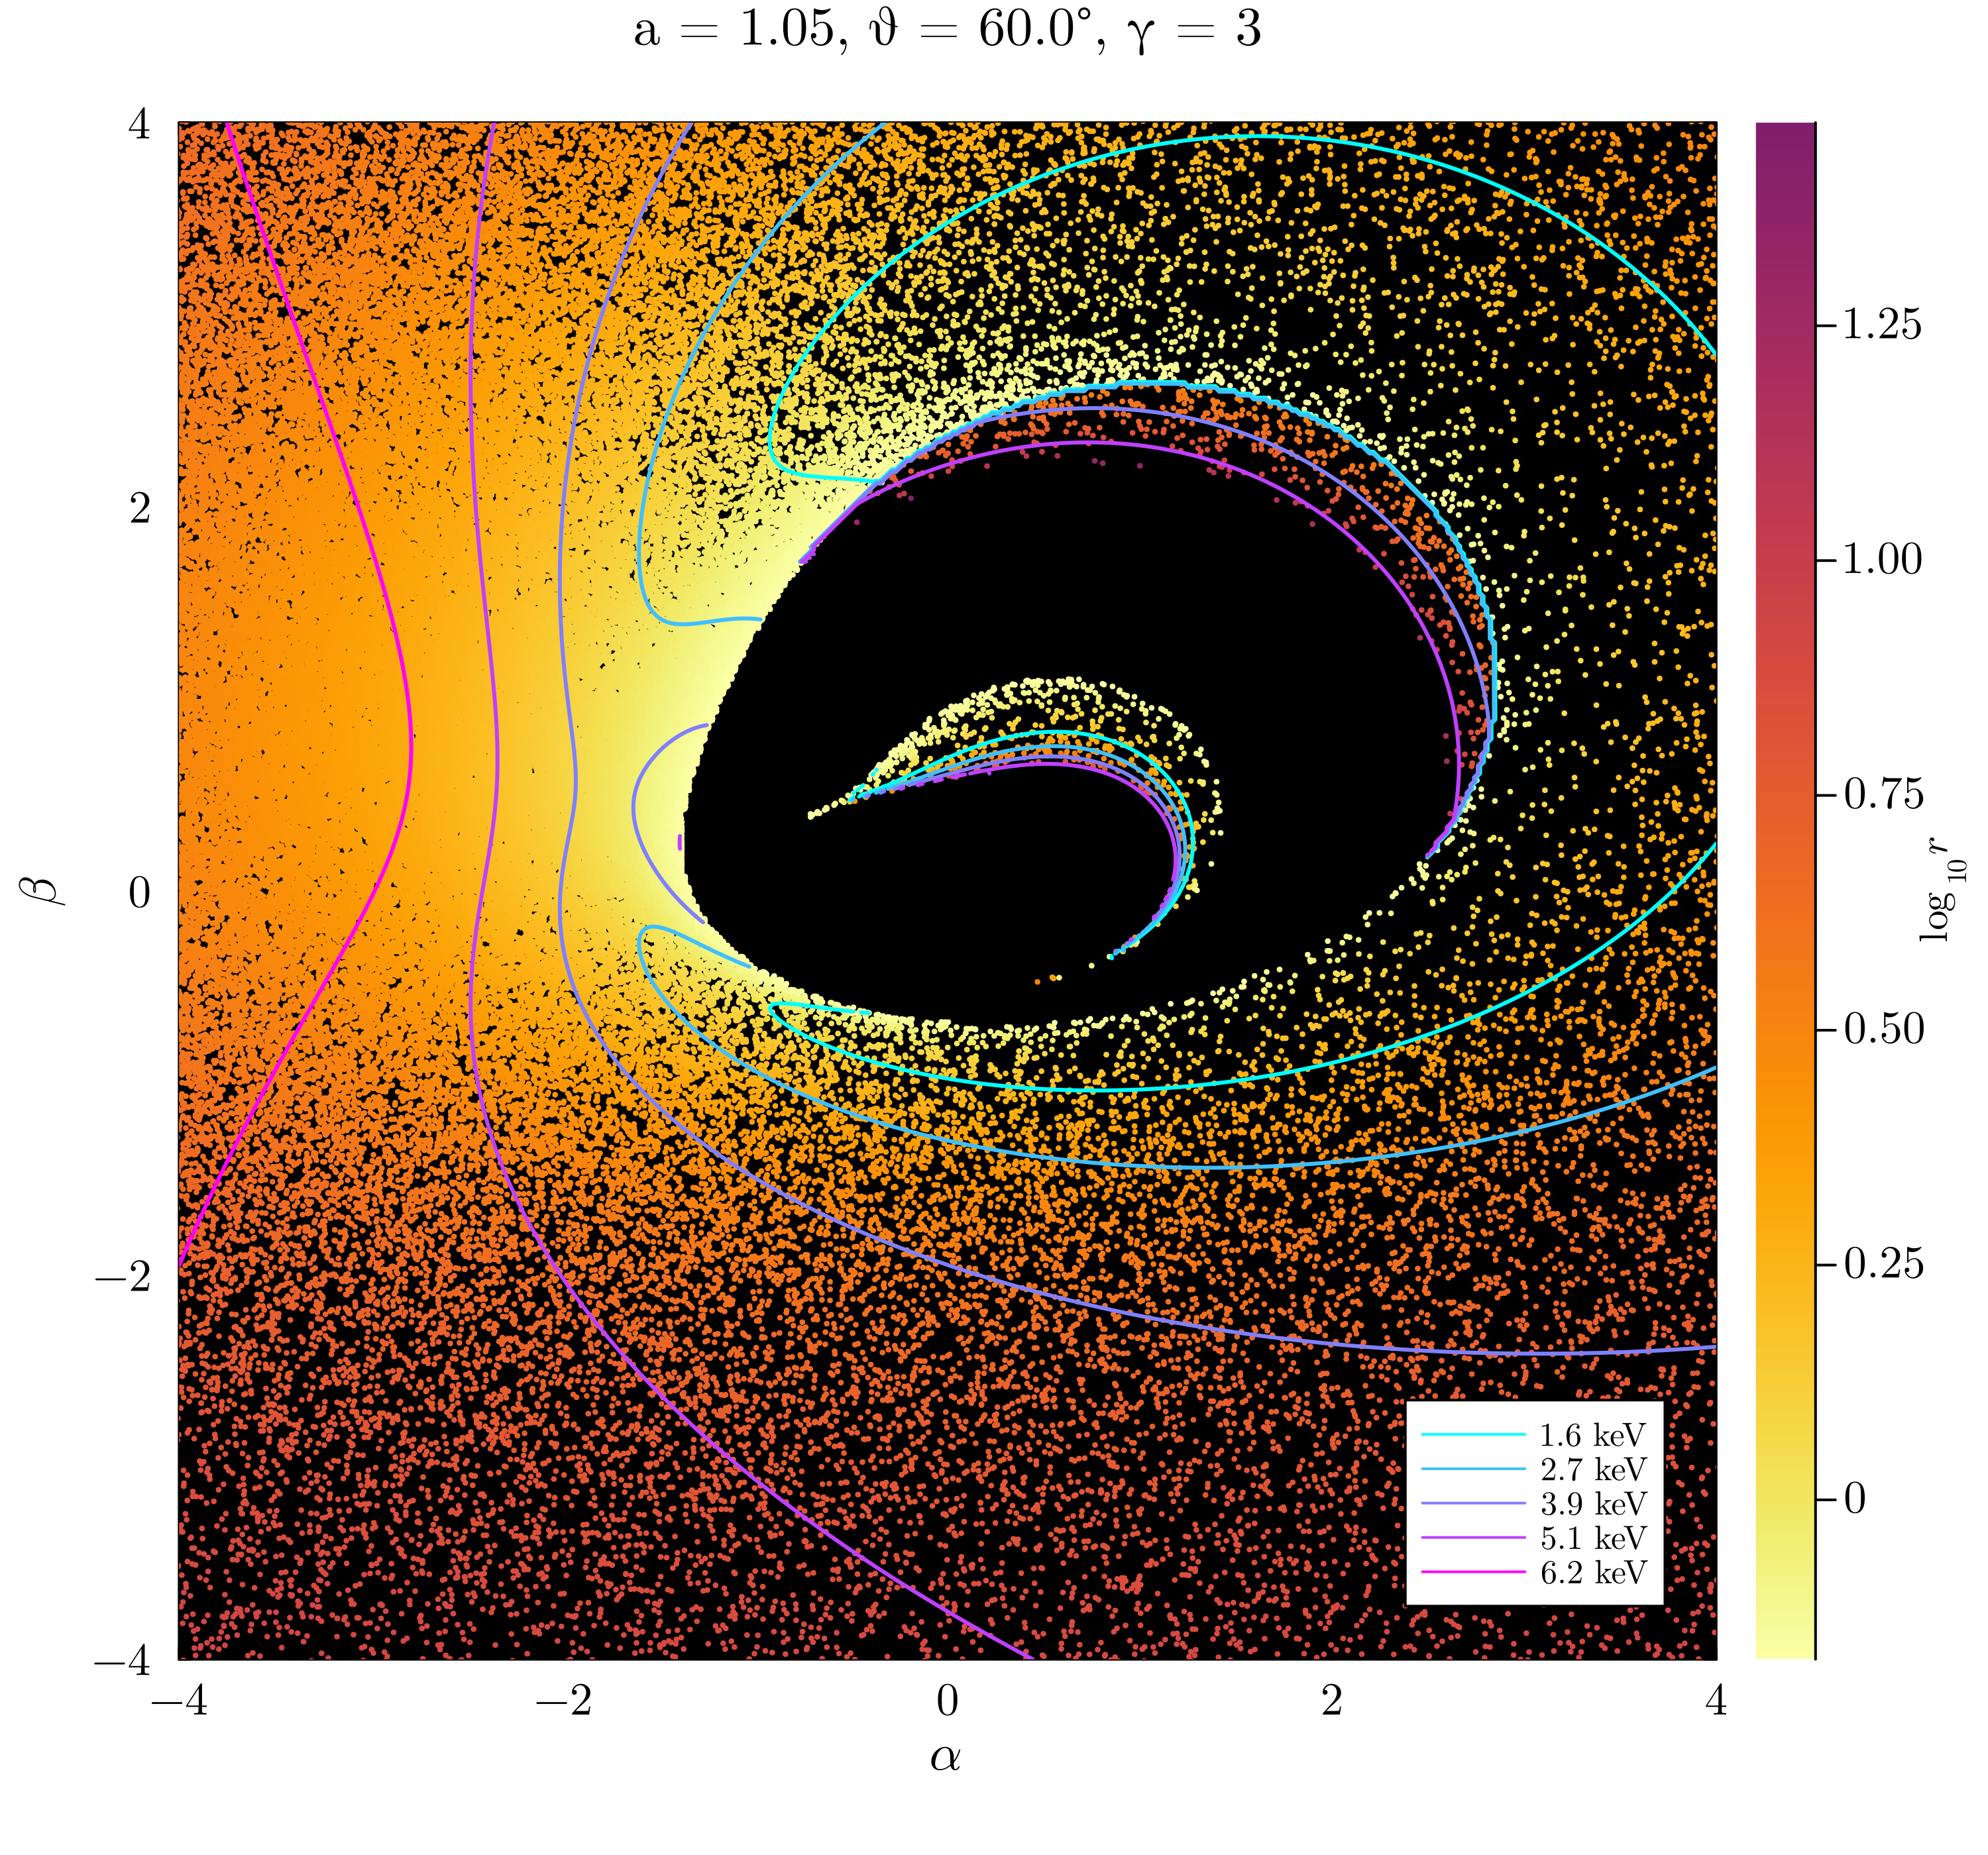 a = 1.05, ϑ = 60.0°, γ = 3
4
2
0
−2
−4
β
−4
−2
0
2
4
α
1.25
1.00
0.75
0.50
0.25
0
log₁₀ r
1.6 keV
2.7 keV
3.9 keV
5.1 keV
6.2 keV